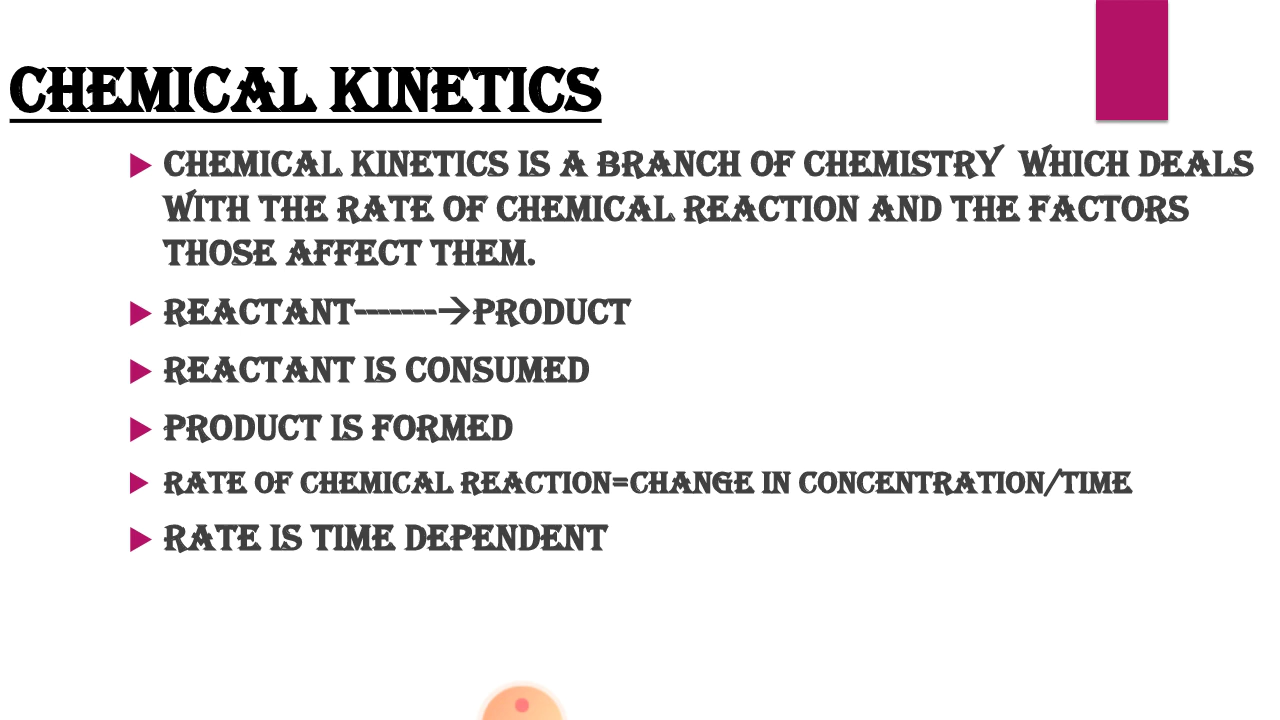 CHEMICAL KINETICS
CHEMICAL KINETICS IS A BRANCH OF CHEMISTRY WHICH DEALS
WITH THE RATE OF CHEMICAL REACTION AND THE FACTORS
THOSE AFFECT THEM.
REACTANT-------→PRODUCT
REACTANT IS CONSUMED
PRODUCT IS FORMED
RATE OF CHEMICAL REACTION=CHANGE IN CONCENTRATION/TIME
RATE IS TIME DEPENDENT